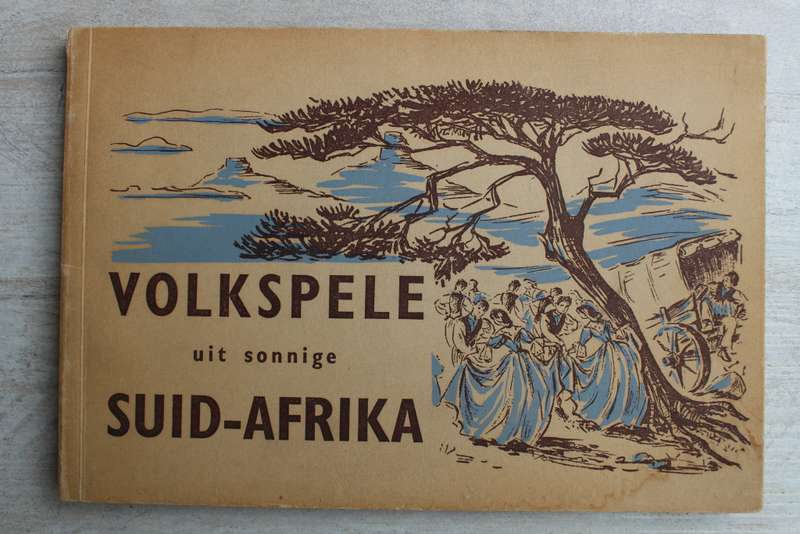 VOLKSPELE
uit sonnige
SUID-AFRIKA